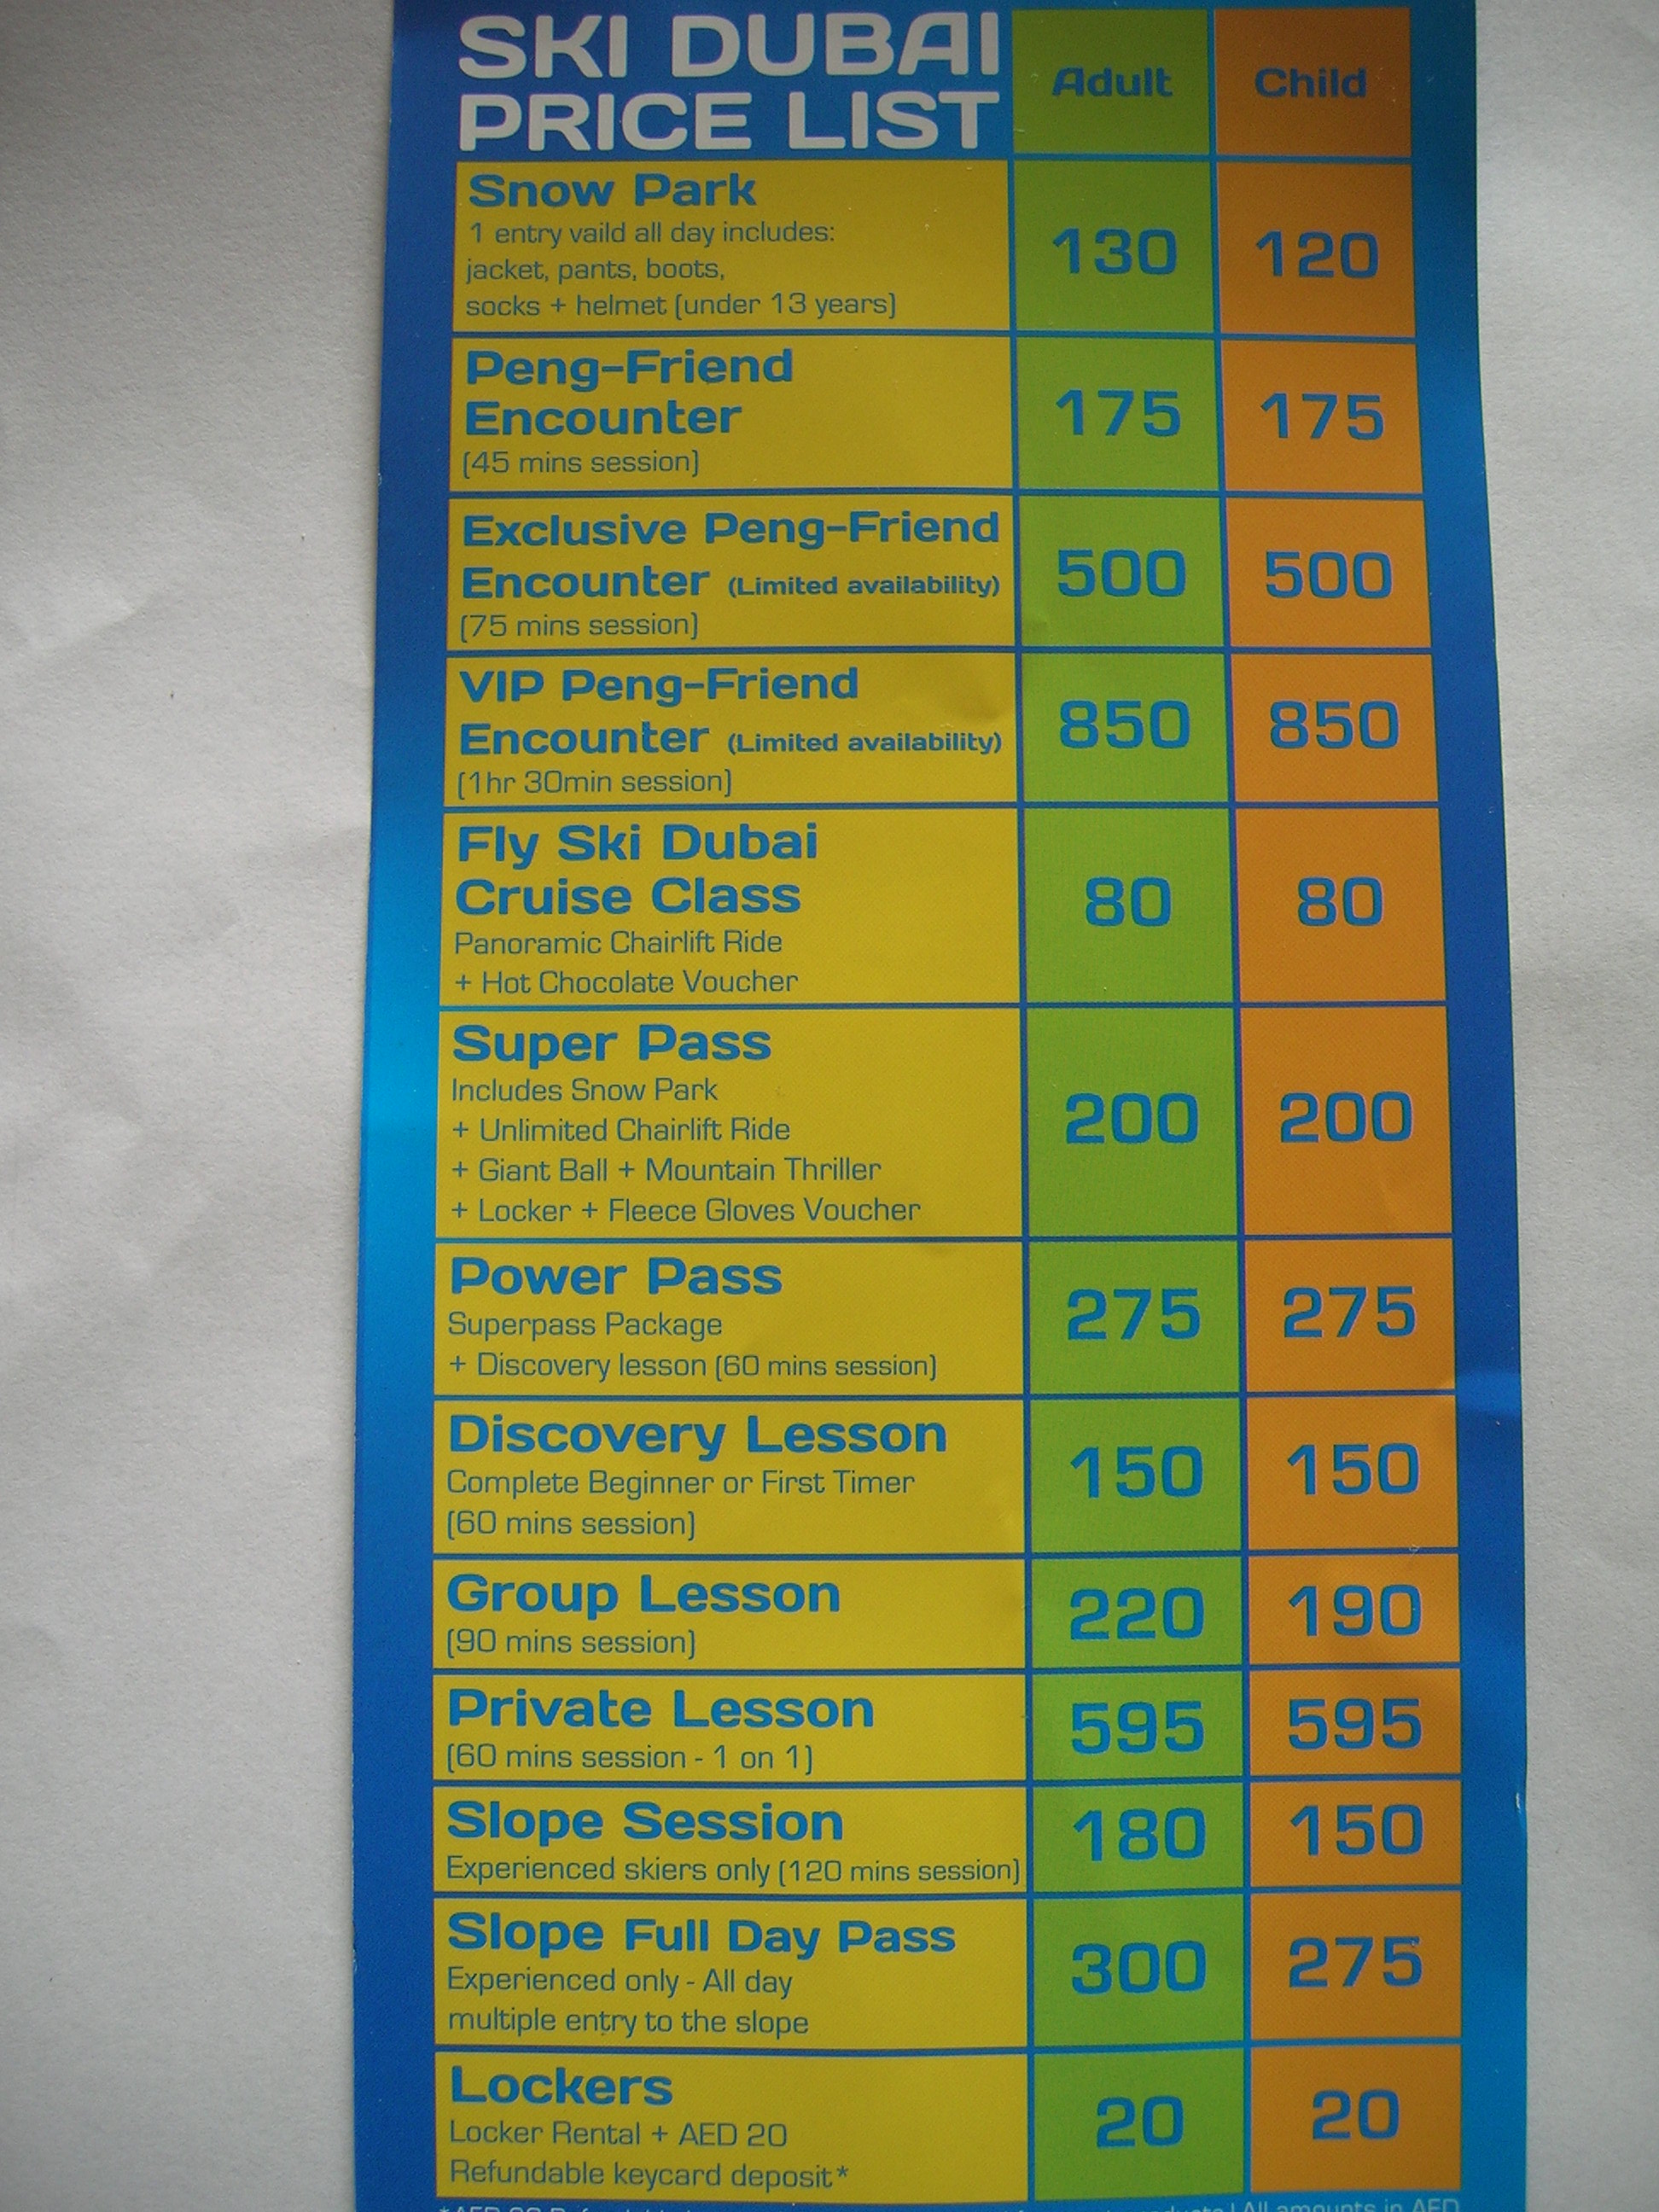 SKI DUBAI
PRICE LIST
Adult
Child
Snow Park
1 entry vaild all day includes:
jacket, pants, boots,
socks + helmet (under 13 years)
130
120
Peng-Friend
Encounter
(45 mins session)
175
175
Exclusive Peng-Friend
Encounter (Limited availability)
(75 mins session)
500
500
VIP Peng-Friend
Encounter (Limited availability)
(1hr 30min session)
850
850
Fly Ski Dubai
Cruise Class
Panoramic Chairlift Ride
+ Hot Chocolate Voucher
80
80
Super Pass
Includes Snow Park
+ Unlimited Chairlift Ride
+ Giant Ball + Mountain Thriller
+ Locker + Fleece Gloves Voucher
200
200
Power Pass
Superpass Package
+ Discovery lesson (60 mins session)
275
275
Discovery Lesson
Complete Beginner or First Timer
(60 mins session)
150
150
Group Lesson
(90 mins session)
220
190
Private Lesson
(60 mins session - 1 on 1)
595
595
Slope Session
Experienced skiers only (120 mins session)
180
150
Slope Full Day Pass
Experienced only - All day
multiple entry to the slope
300
275
Lockers
Locker Rental + AED 20
Refundable keycard deposit*
20
20
All amounts in AED